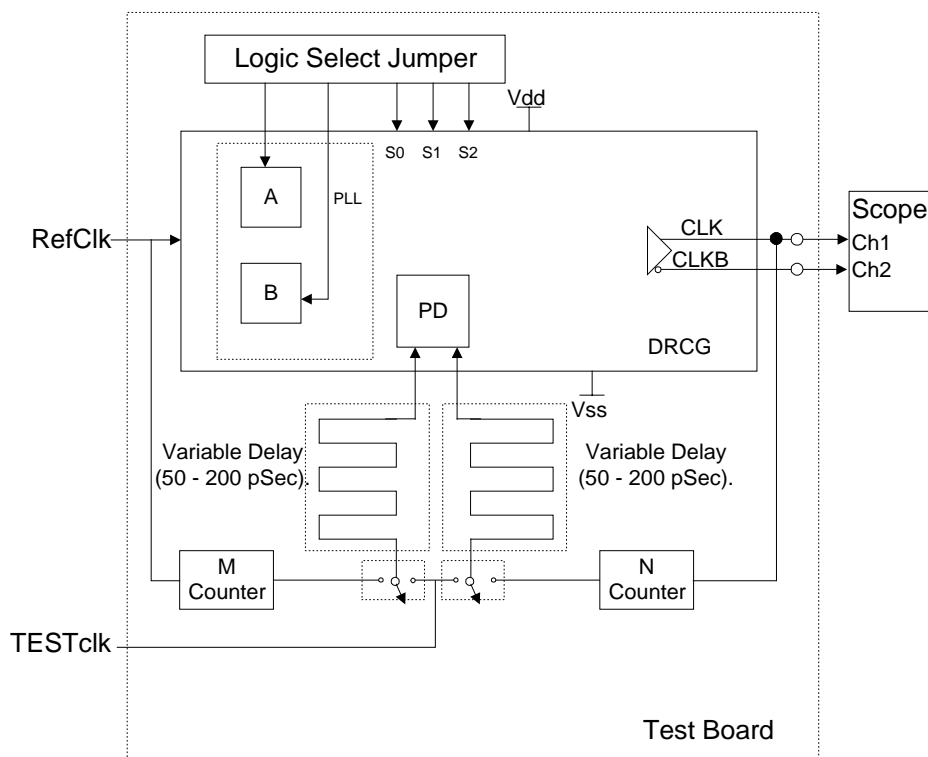 Logic Select Jumper
Vdd
S0 S1 S2
A
PLL
RefClk
B
PD
CLK
CLKB
DRCG
Scope
Ch1
Ch2
Vss
Variable Delay
(50 - 200 pSec).
Variable Delay
(50 - 200 pSec).
M
Counter
N
Counter
TESTclk
Test Board